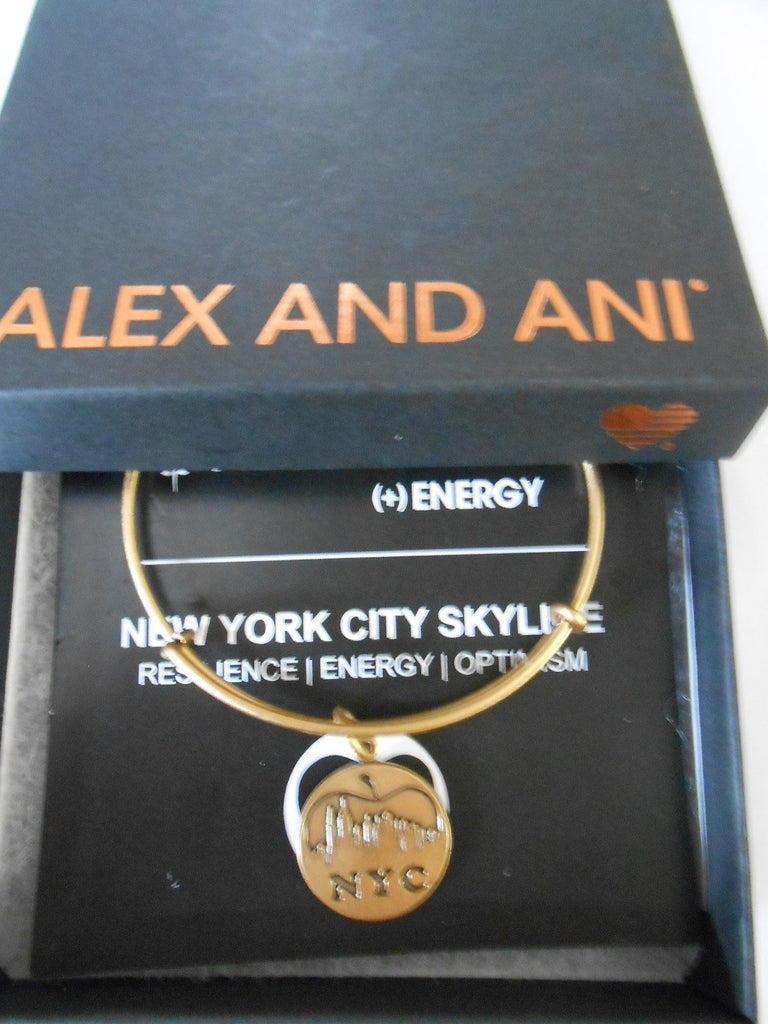 ALEX AND ANI®
(+) ENERGY
NEW YORK CITY SKYLINE
RESILIENCE | ENERGY | OPTIMISM
NYC